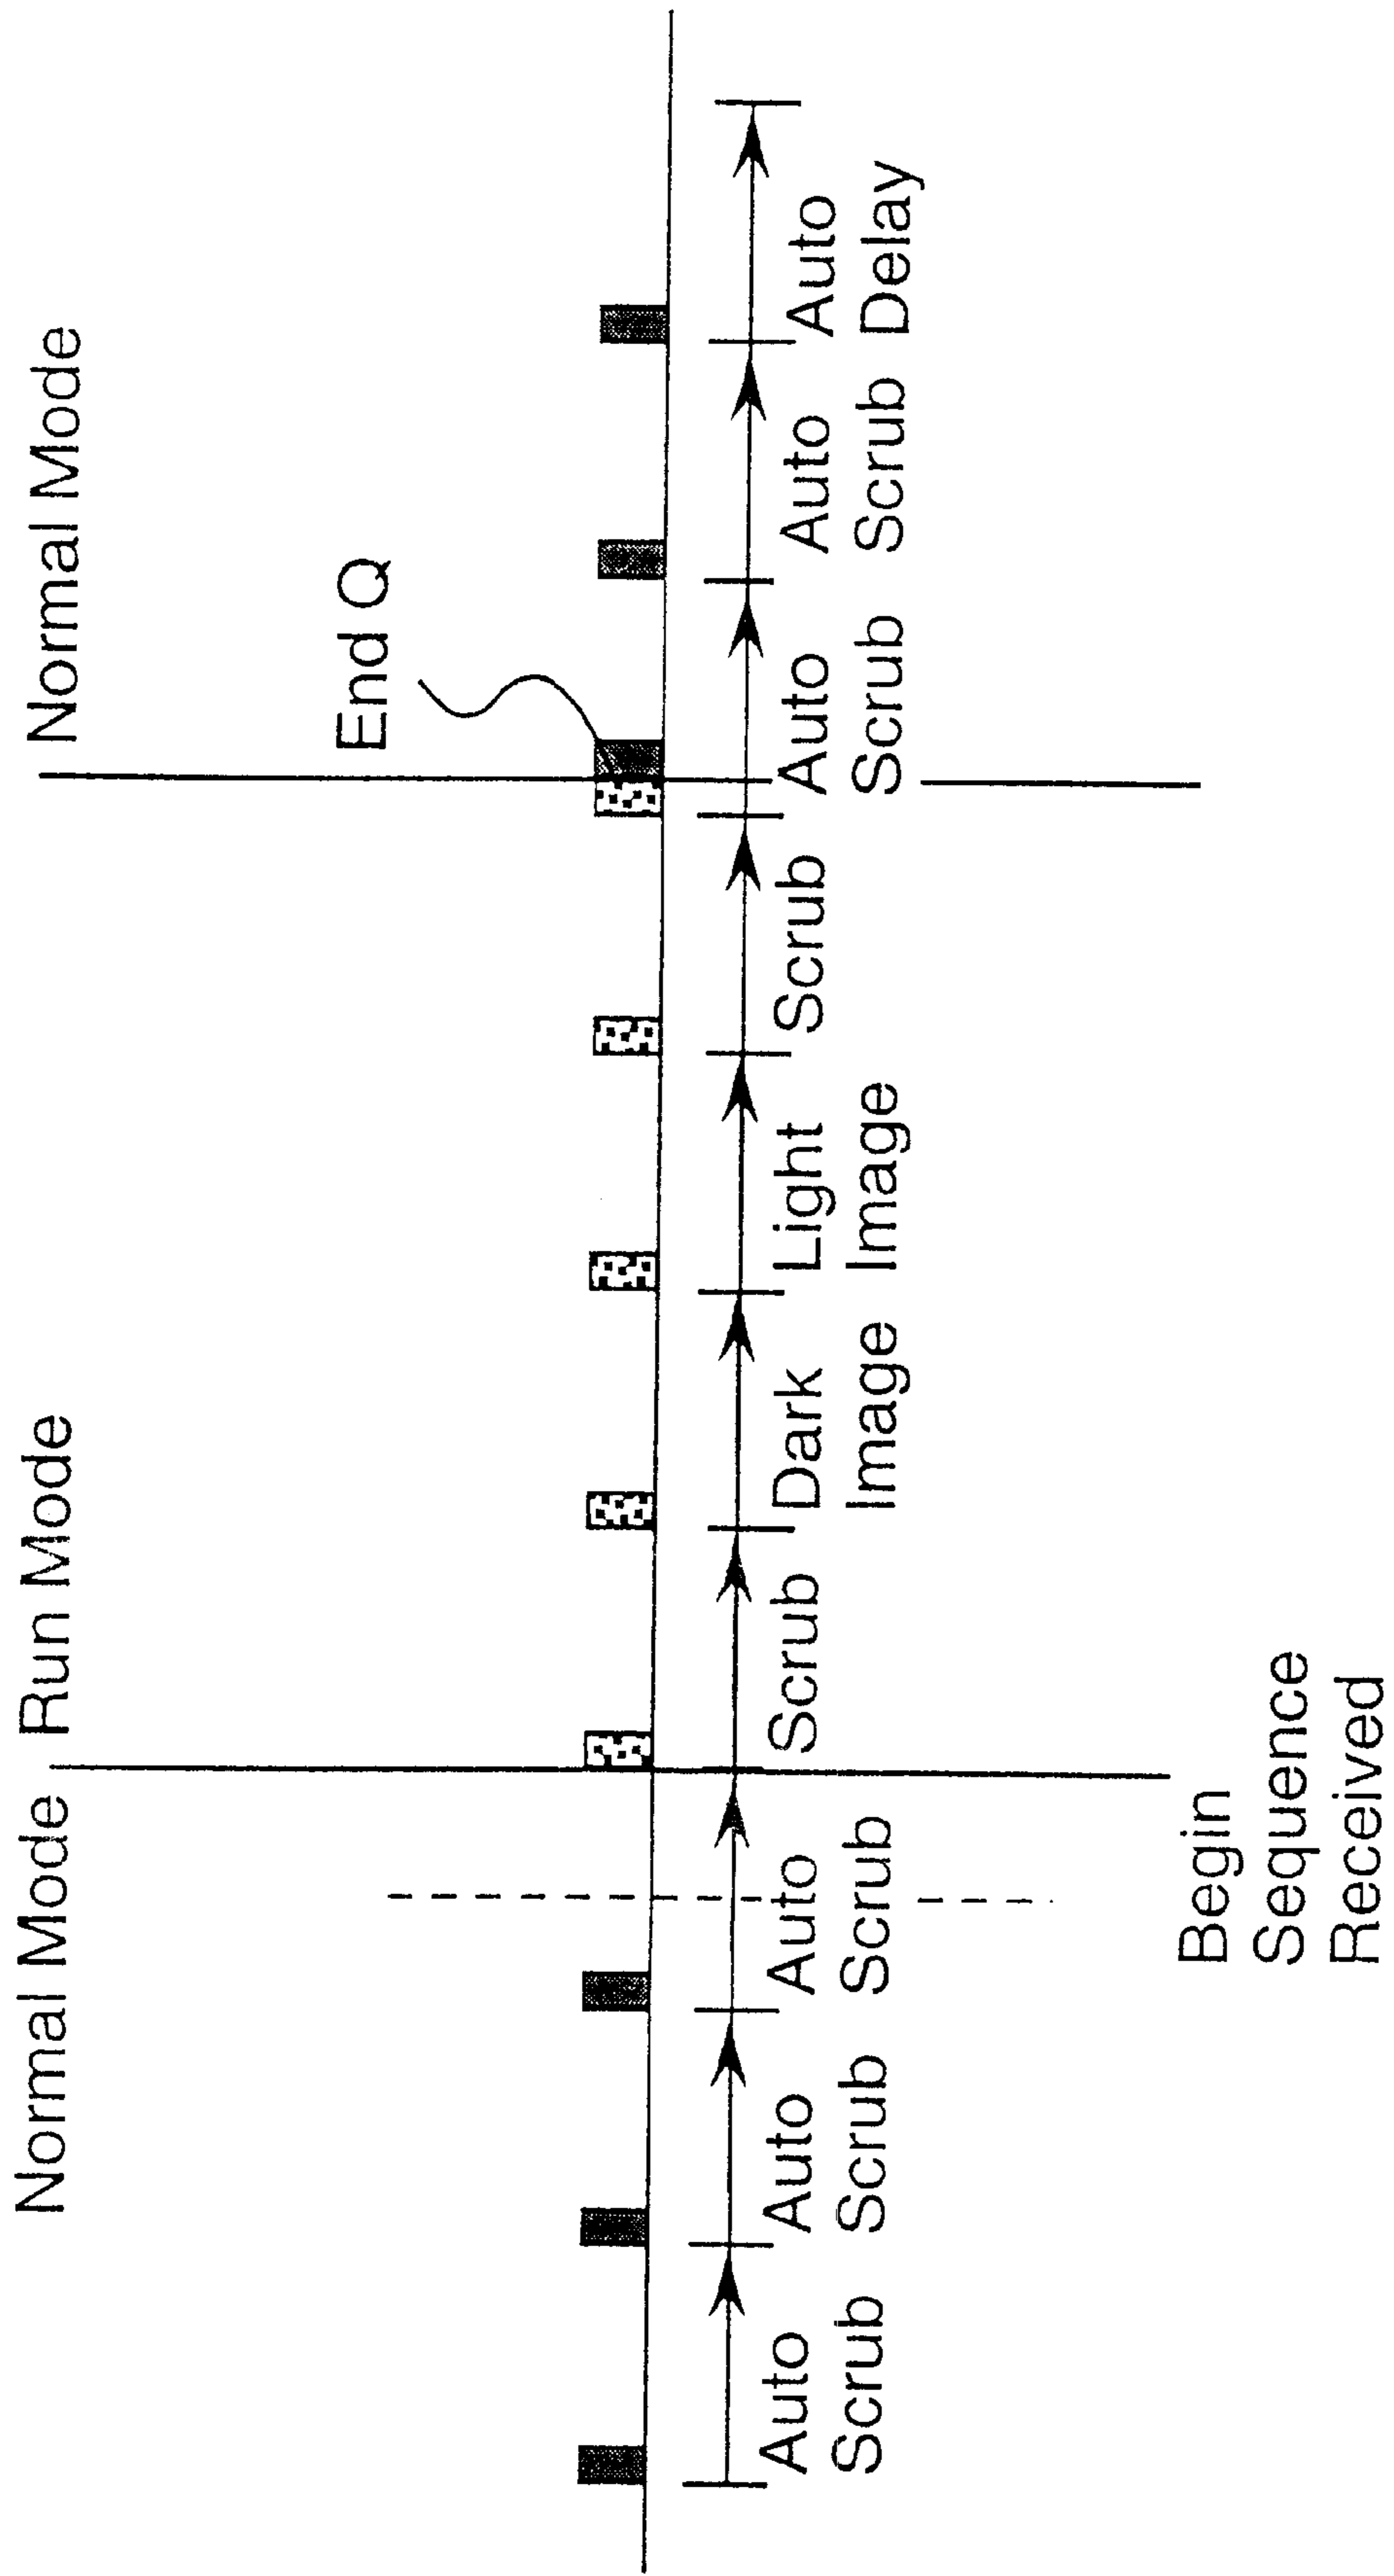 Normal Mode
Run Mode
Normal Mode
End Q
Auto
Scrub
Auto
Scrub
Auto
Scrub
Scrub
Dark
Image
Light
Image
Scrub
Auto
Scrub
Auto
Scrub
Auto
Delay
Begin
Sequence
Received